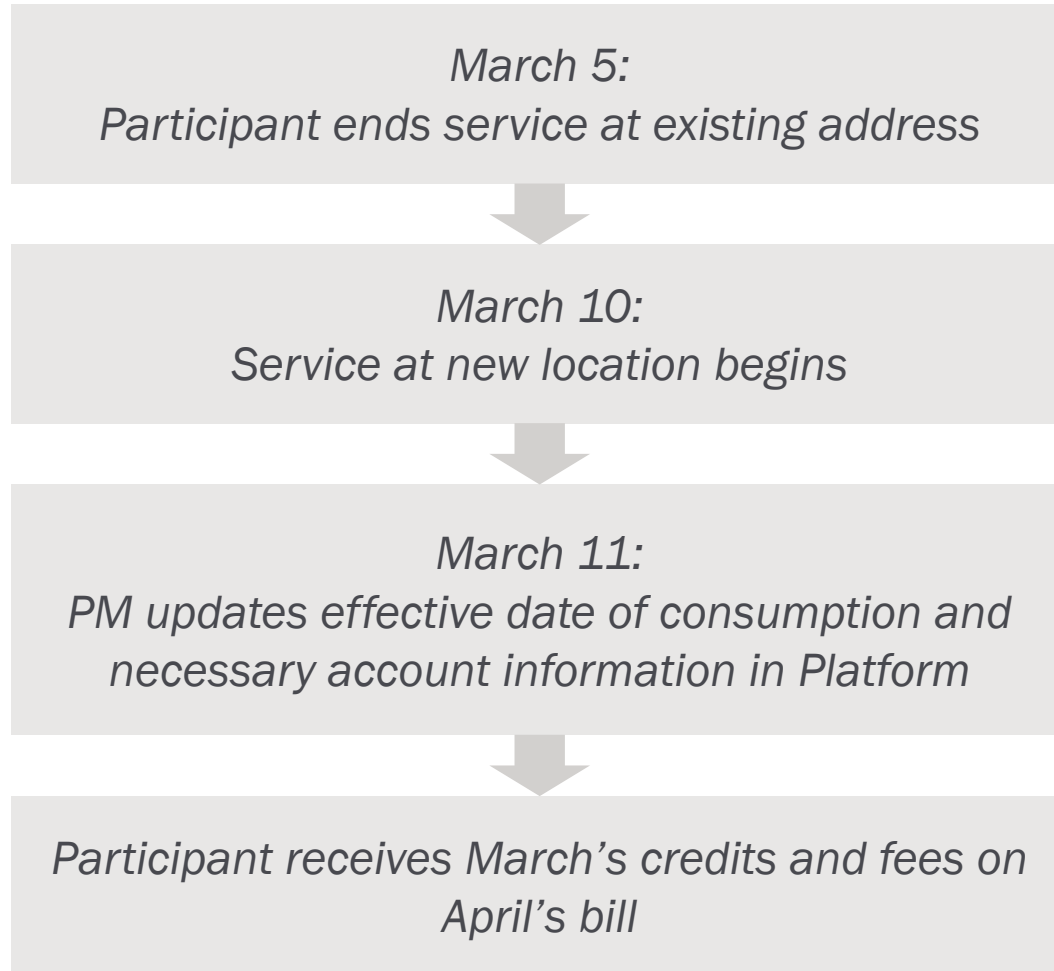 March 5:
Participant ends service at existing address
March 10:
Service at new location begins
March 11:
PM updates effective date of consumption and
necessary account information in Platform
Participant receives March’s credits and fees on
April’s bill